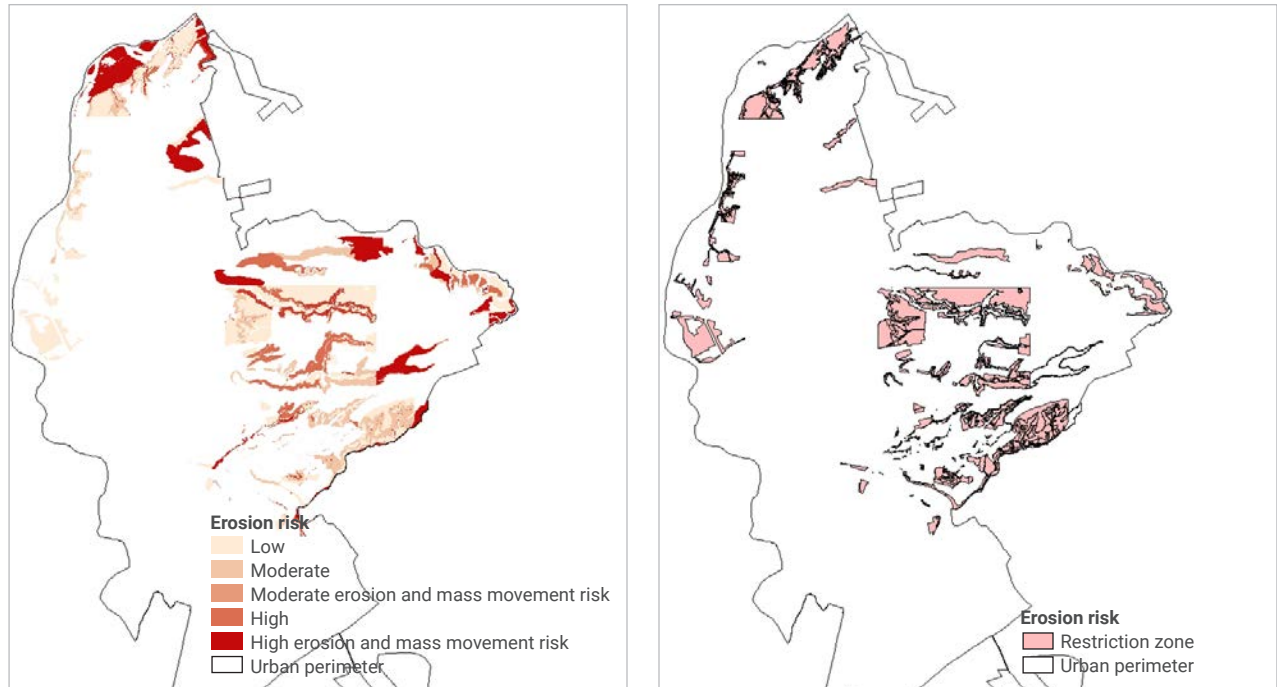 Erosion risk
Low
Moderate
Moderate erosion and mass movement risk
High
High erosion and mass movement risk
Urban perimeter
Erosion risk
Restriction zone
Urban perimeter